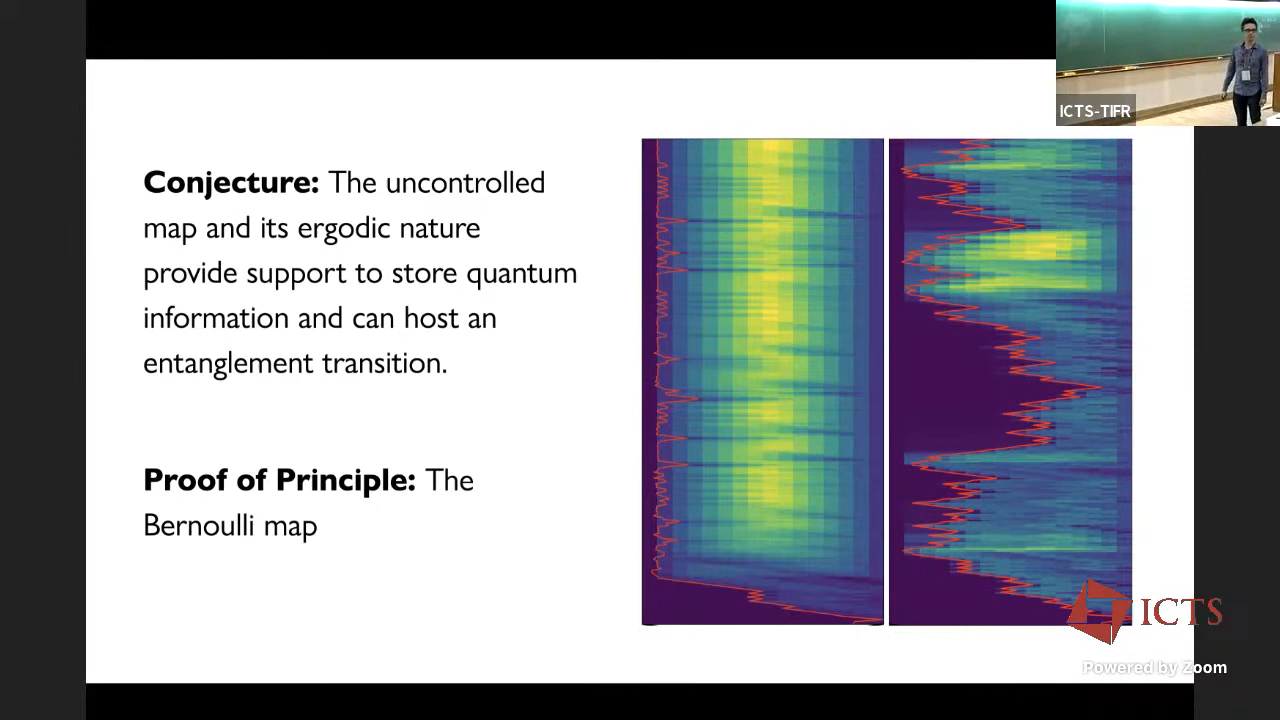 ICTS-TIFR
Conjecture: The uncontrolled
map and its ergodic nature
provide support to store quantum
information and can host an
entanglement transition.
Proof of Principle: The
Bernoulli map
ICTS
Powered by Zoom